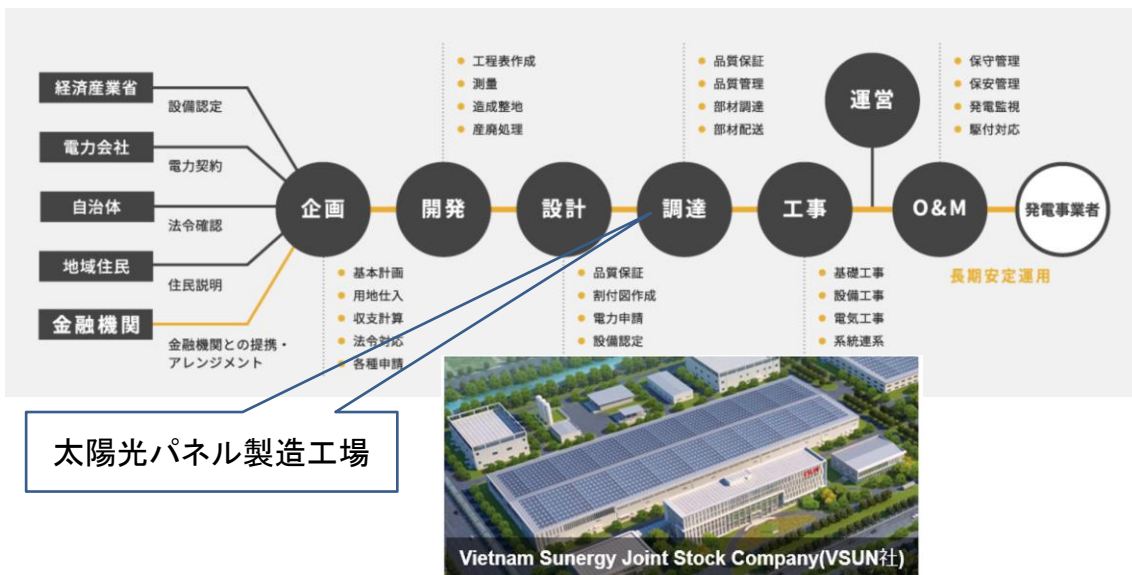 経済産業省
設備認定
電力会社
電力契約
自治体
法令確認
地域住民
住民説明
金融機関
金融機関との提携・
アレンジメント
企画
基本計画
用地仕入
収支計算
法令対応
各種申請
工程表作成
測量
造成整地
産廃処理
開発
設計
品質保証
割付図作成
電力申請
設備認定
品質保証
品質管理
部材調達
部材配送
調達
工事
基礎工事
設備工事
電気工事
系統連系
運営
保守管理
保安管理
発電監視
駆付対応
O&M
発電事業者
長期安定運用
太陽光パネル製造工場
VSUN
Vietnam Sunergy Joint Stock Company(VSUN社)